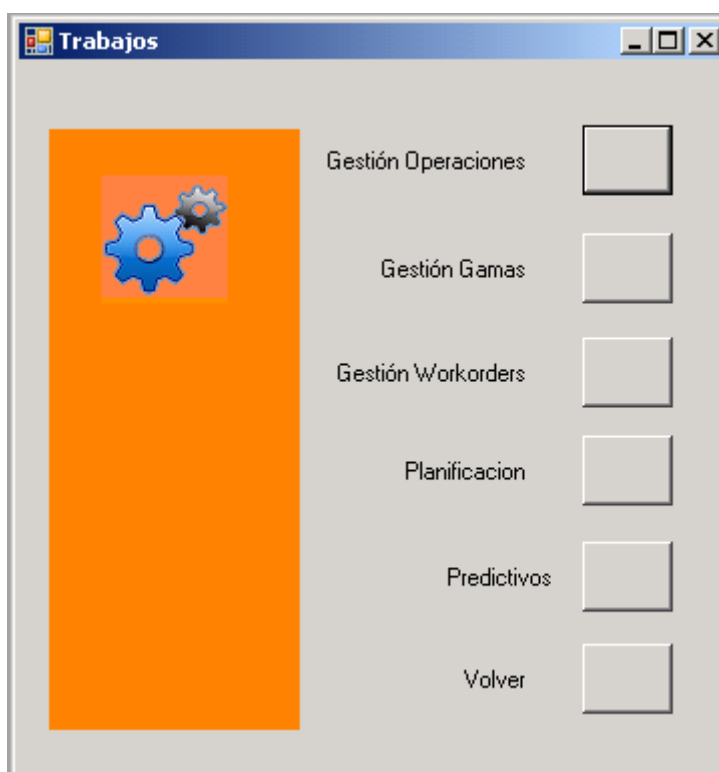 Trabajos
Gestión Operaciones
Gestión Gamas
Gestión Workorders
Planificacion
Predictivos
Volver